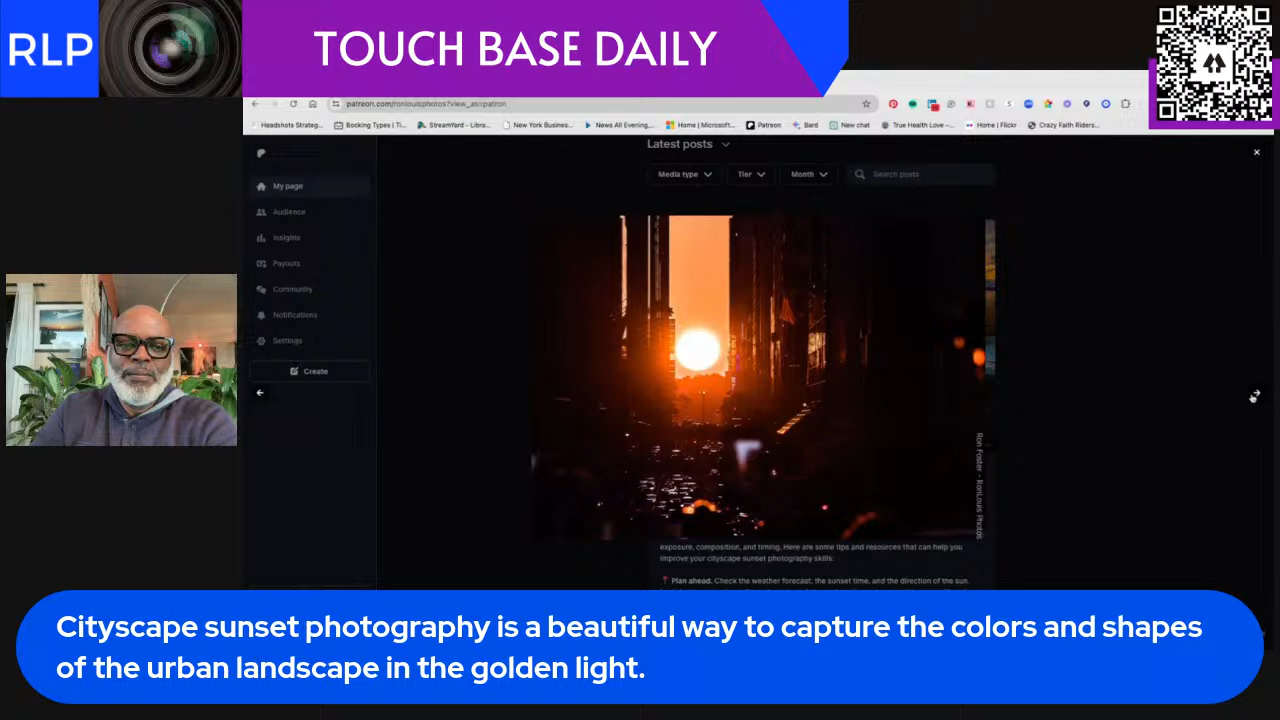 RLP
TOUCH BASE DAILY
patreon.com/ronlouisphotos?view_as=patron
Headshots Strateg... Booking Types | Ti... StreamYard - Libra... New York Business... News All Evening,... Home | Microsoft... Patreon Bard New chat True Health Love –... Home | Flickr Crazy Faith Riders...
Latest posts
Media type Tier Month Search posts
My page
Audience
Insights
Payouts
Community
Notifications
Settings
Create
Ron Foster - RonLouis Photos
exposure, composition, and timing. Here are some tips and resources that can help you
improve your cityscape sunset photography skills:
Plan ahead. Check the weather forecast, the sunset time, and the direction of the sun.
Cityscape sunset photography is a beautiful way to capture the colors and shapes
of the urban landscape in the golden light.